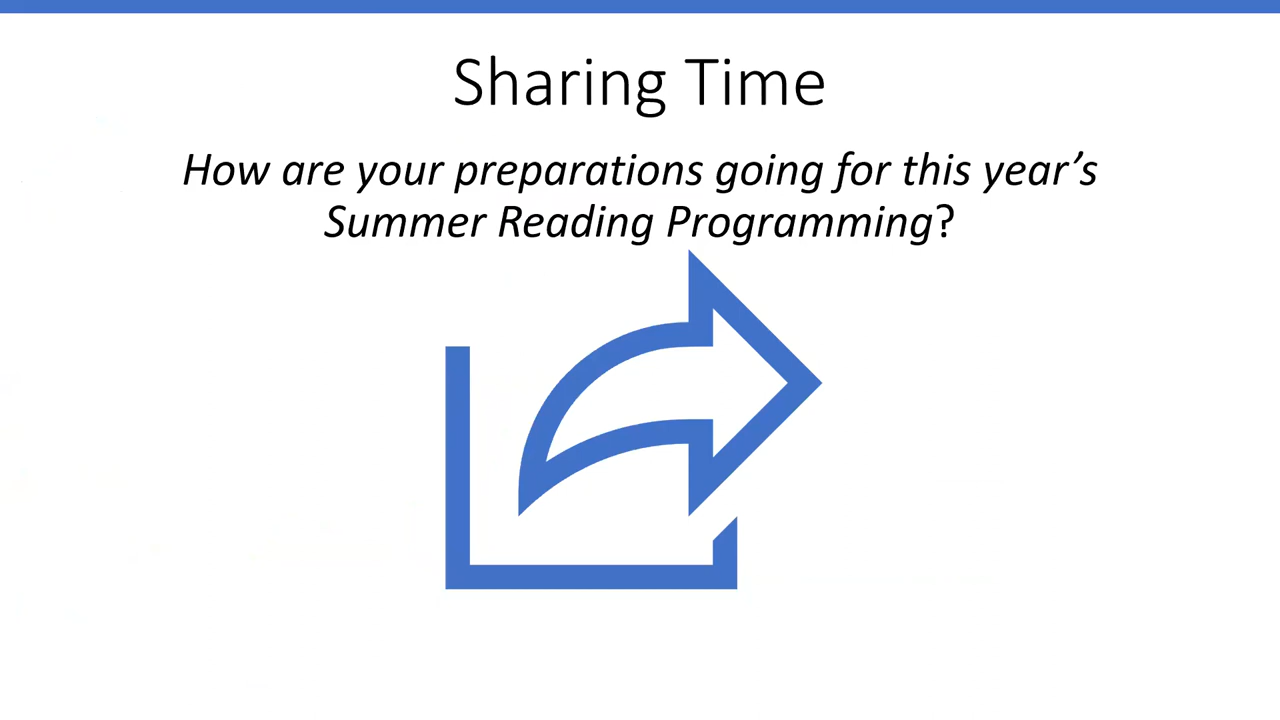 Sharing Time
How are your preparations going for this year’s
Summer Reading Programming?